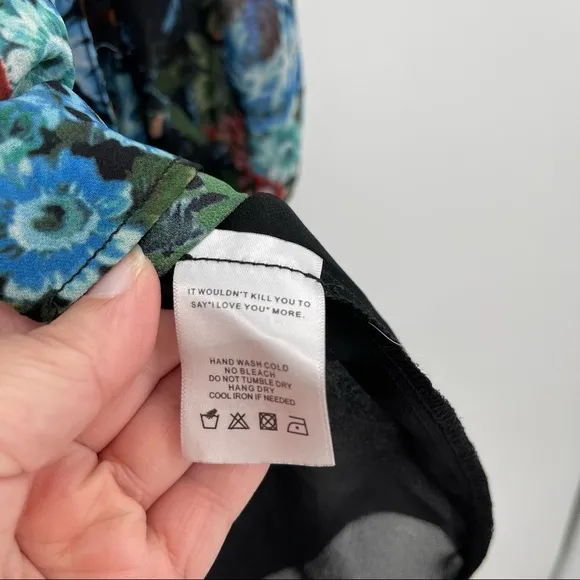 IT WOULDN'T KILL YOU TO
SAY"I LOVE YOU" MORE.
HAND WASH COLD
NO BLEACH
DO NOT TUMBLE DRY
HANG DRY
COOL IRON IF NEEDED